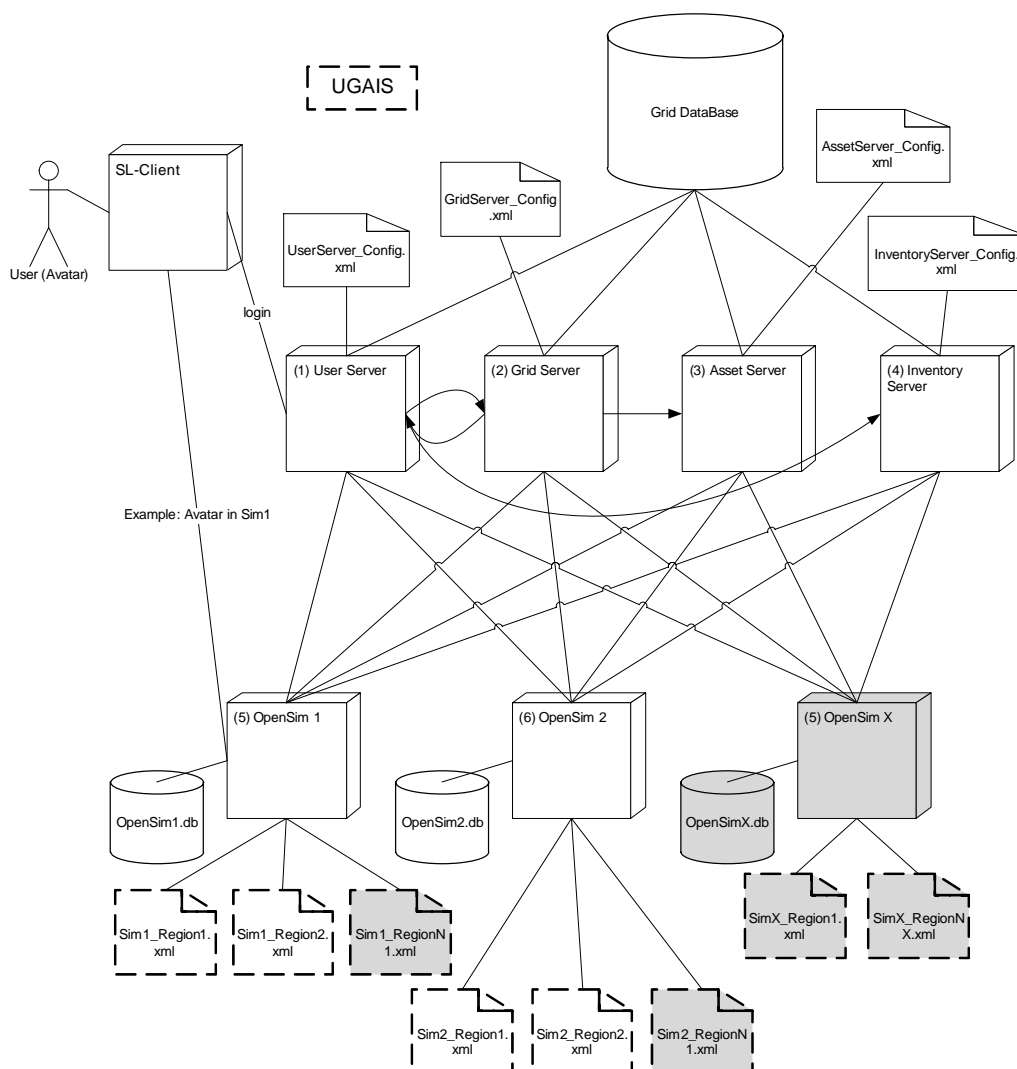 UGAIS
Grid DataBase
AssetServer_Config.
xml
SL-Client
GridServer_Config
.xml
UserServer_Config.
xml
InventoryServer_Config.
xml
User (Avatar)
login
(1) User Server
(2) Grid Server
(3) Asset Server
(4) Inventory
Server
Example: Avatar in Sim1
(5) OpenSim 1
(6) OpenSim 2
(5) OpenSim X
OpenSim1.db
OpenSim2.db
OpenSimX.db
Sim1_Region1.
xml
Sim1_Region2.
xml
Sim1_RegionN
1.xml
SimX_Region1.
xml
SimX_RegionN
X.xml
Sim2_Region1.
xml
Sim2_Region2.
xml
Sim2_RegionN
1.xml